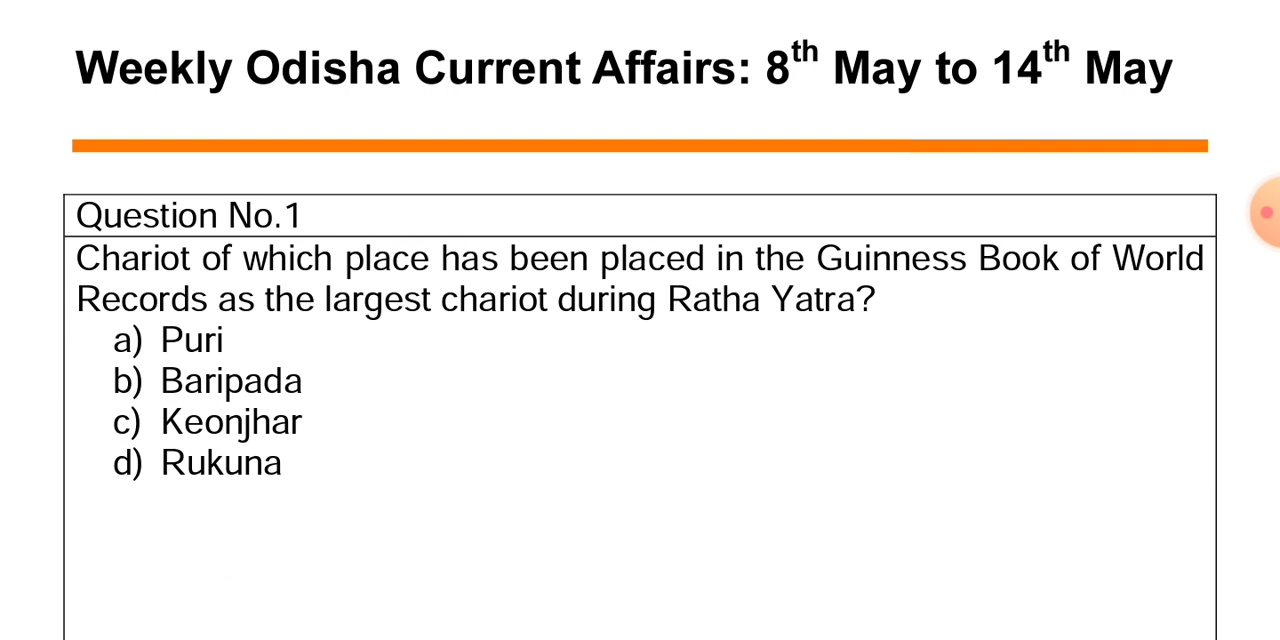 Weekly Odisha Current Affairs: 8th May to 14th May
Question No.1
Chariot of which place has been placed in the Guinness Book of World
Records as the largest chariot during Ratha Yatra?
a) Puri
b) Baripada
c) Keonjhar
d) Rukuna